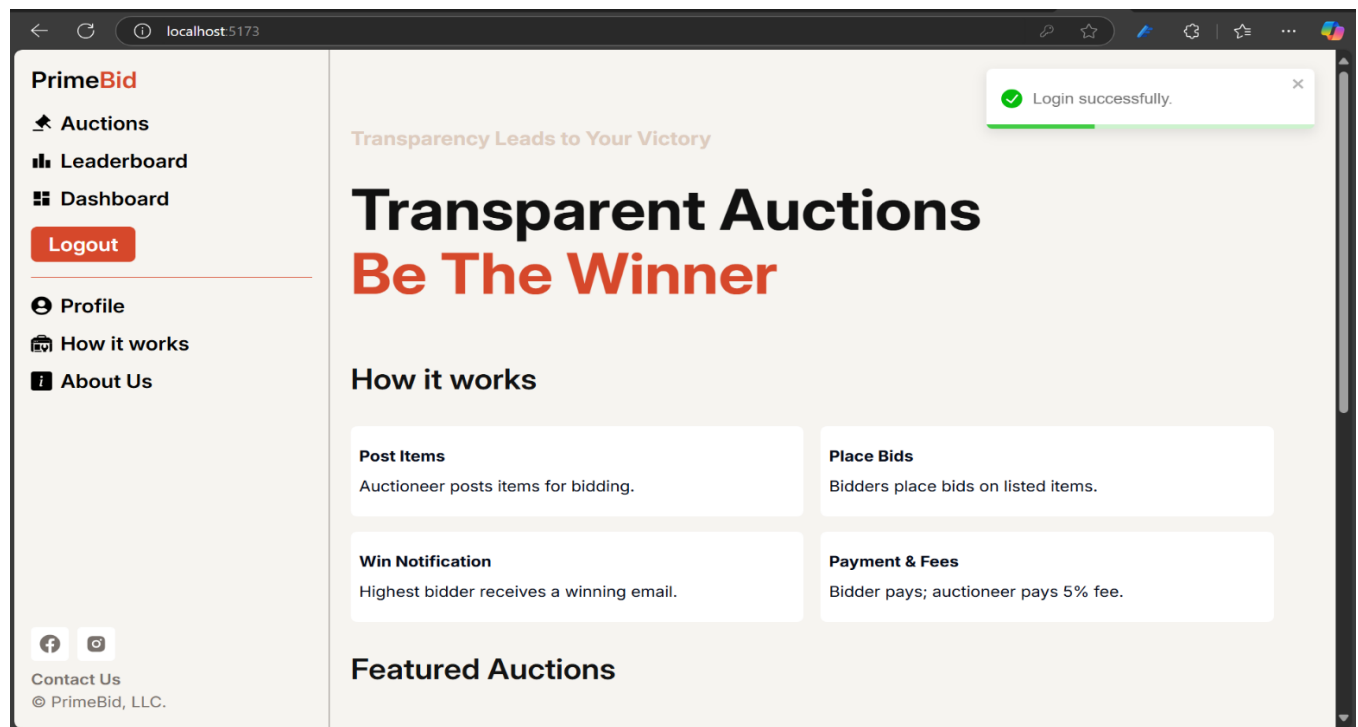 localhost:5173
PrimeBid
Auctions
Leaderboard
Dashboard
Logout
Profile
How it works
About Us
Contact Us
© PrimeBid, LLC.
Login successfully.
Transparency Leads to Your Victory
Transparent Auctions
Be The Winner
How it works
Post Items
Auctioneer posts items for bidding.
Place Bids
Bidders place bids on listed items.
Win Notification
Highest bidder receives a winning email.
Payment & Fees
Bidder pays; auctioneer pays 5% fee.
Featured Auctions